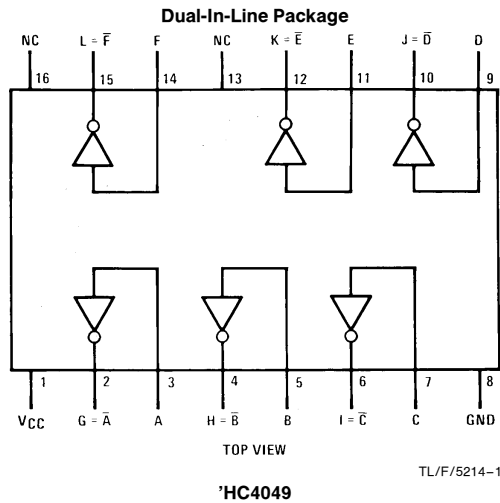 Dual-In-Line Package
NC L = F̅ F NC K = E̅ E J = D̅ D
16 15 14 13 12 11 10 9
1 2 3 4 5 6 7 8
VCC G = A̅ A H = B̅ B I = C̅ C GND
TOP VIEW
TL/F/5214–1
'HC4049